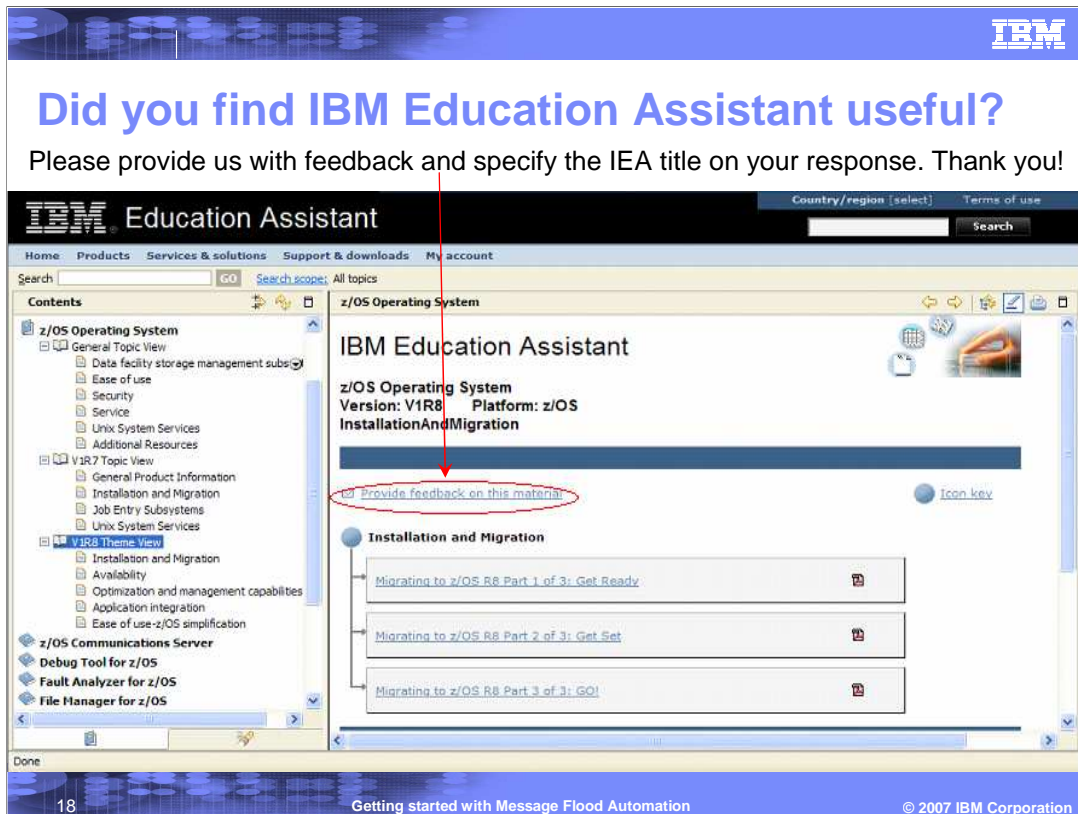 IBM
Did you find IBM Education Assistant useful?
Please provide us with feedback and specify the IEA title on your response. Thank you!
IBM® Education Assistant
Country/region [select] Terms of use
Search
Home Products Services & solutions Support & downloads My account
Search GO Search scope: All topics
Contents
z/OS Operating System
General Topic View
Data facility storage management subs
Ease of use
Security
Service
Unix System Services
Additional Resources
V1R7 Topic View
General Product Information
Installation and Migration
Job Entry Subsystems
Unix System Services
V1R8 Theme View
Installation and Migration
Availability
Optimization and management capabilities
Application integration
Ease of use-z/OS simplification
z/OS Communications Server
Debug Tool for z/OS
Fault Analyzer for z/OS
File Manager for z/OS
z/OS Operating System
IBM Education Assistant
z/OS Operating System
Version: V1R8 Platform: z/OS
InstallationAndMigration
Provide feedback on this material
Icon key
Installation and Migration
Migrating to z/OS R8 Part 1 of 3: Get Ready
Migrating to z/OS R8 Part 2 of 3: Get Set
Migrating to z/OS R8 Part 3 of 3: GO!
Done
18
Getting started with Message Flood Automation
© 2007 IBM Corporation